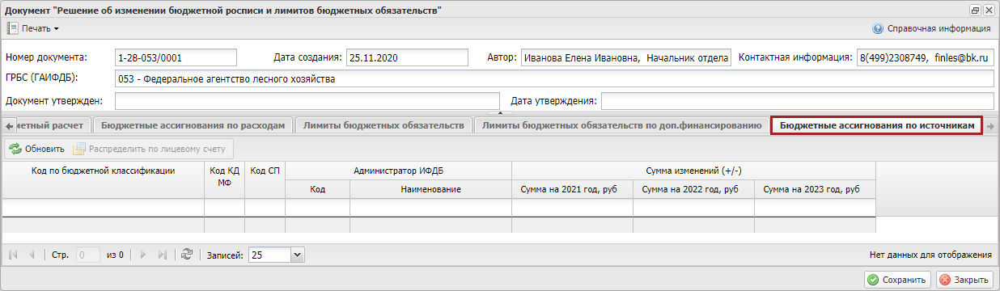 Документ "Решение об изменении бюджетной росписи и лимитов бюджетных обязательств"
Печать Справочная информация
Номер документа: 1-28-053/0001 Дата создания: 25.11.2020 Автор: Иванова Елена Ивановна, Начальник отдела Контактная информация: 8(499)2308749, finles@bk.ru
ГРБС (ГАИФДБ): 053 - Федеральное агентство лесного хозяйства
Документ утвержден: Дата утверждения:
метный расчет Бюджетные ассигнования по расходам Лимиты бюджетных обязательств Лимиты бюджетных обязательств по доп.финансированию Бюджетные ассигнования по источникам
Обновить Распределить по лицевому счету
Код по бюджетной классификации Код КД МФ Код СП Администратор ИФДБ Сумма изменений (+/-)
Код Наименование Сумма на 2021 год, руб Сумма на 2022 год, руб Сумма на 2023 год, руб
Стр. 0 из 0 Записей: 25 Нет данных для отображения
Сохранить Закрыть